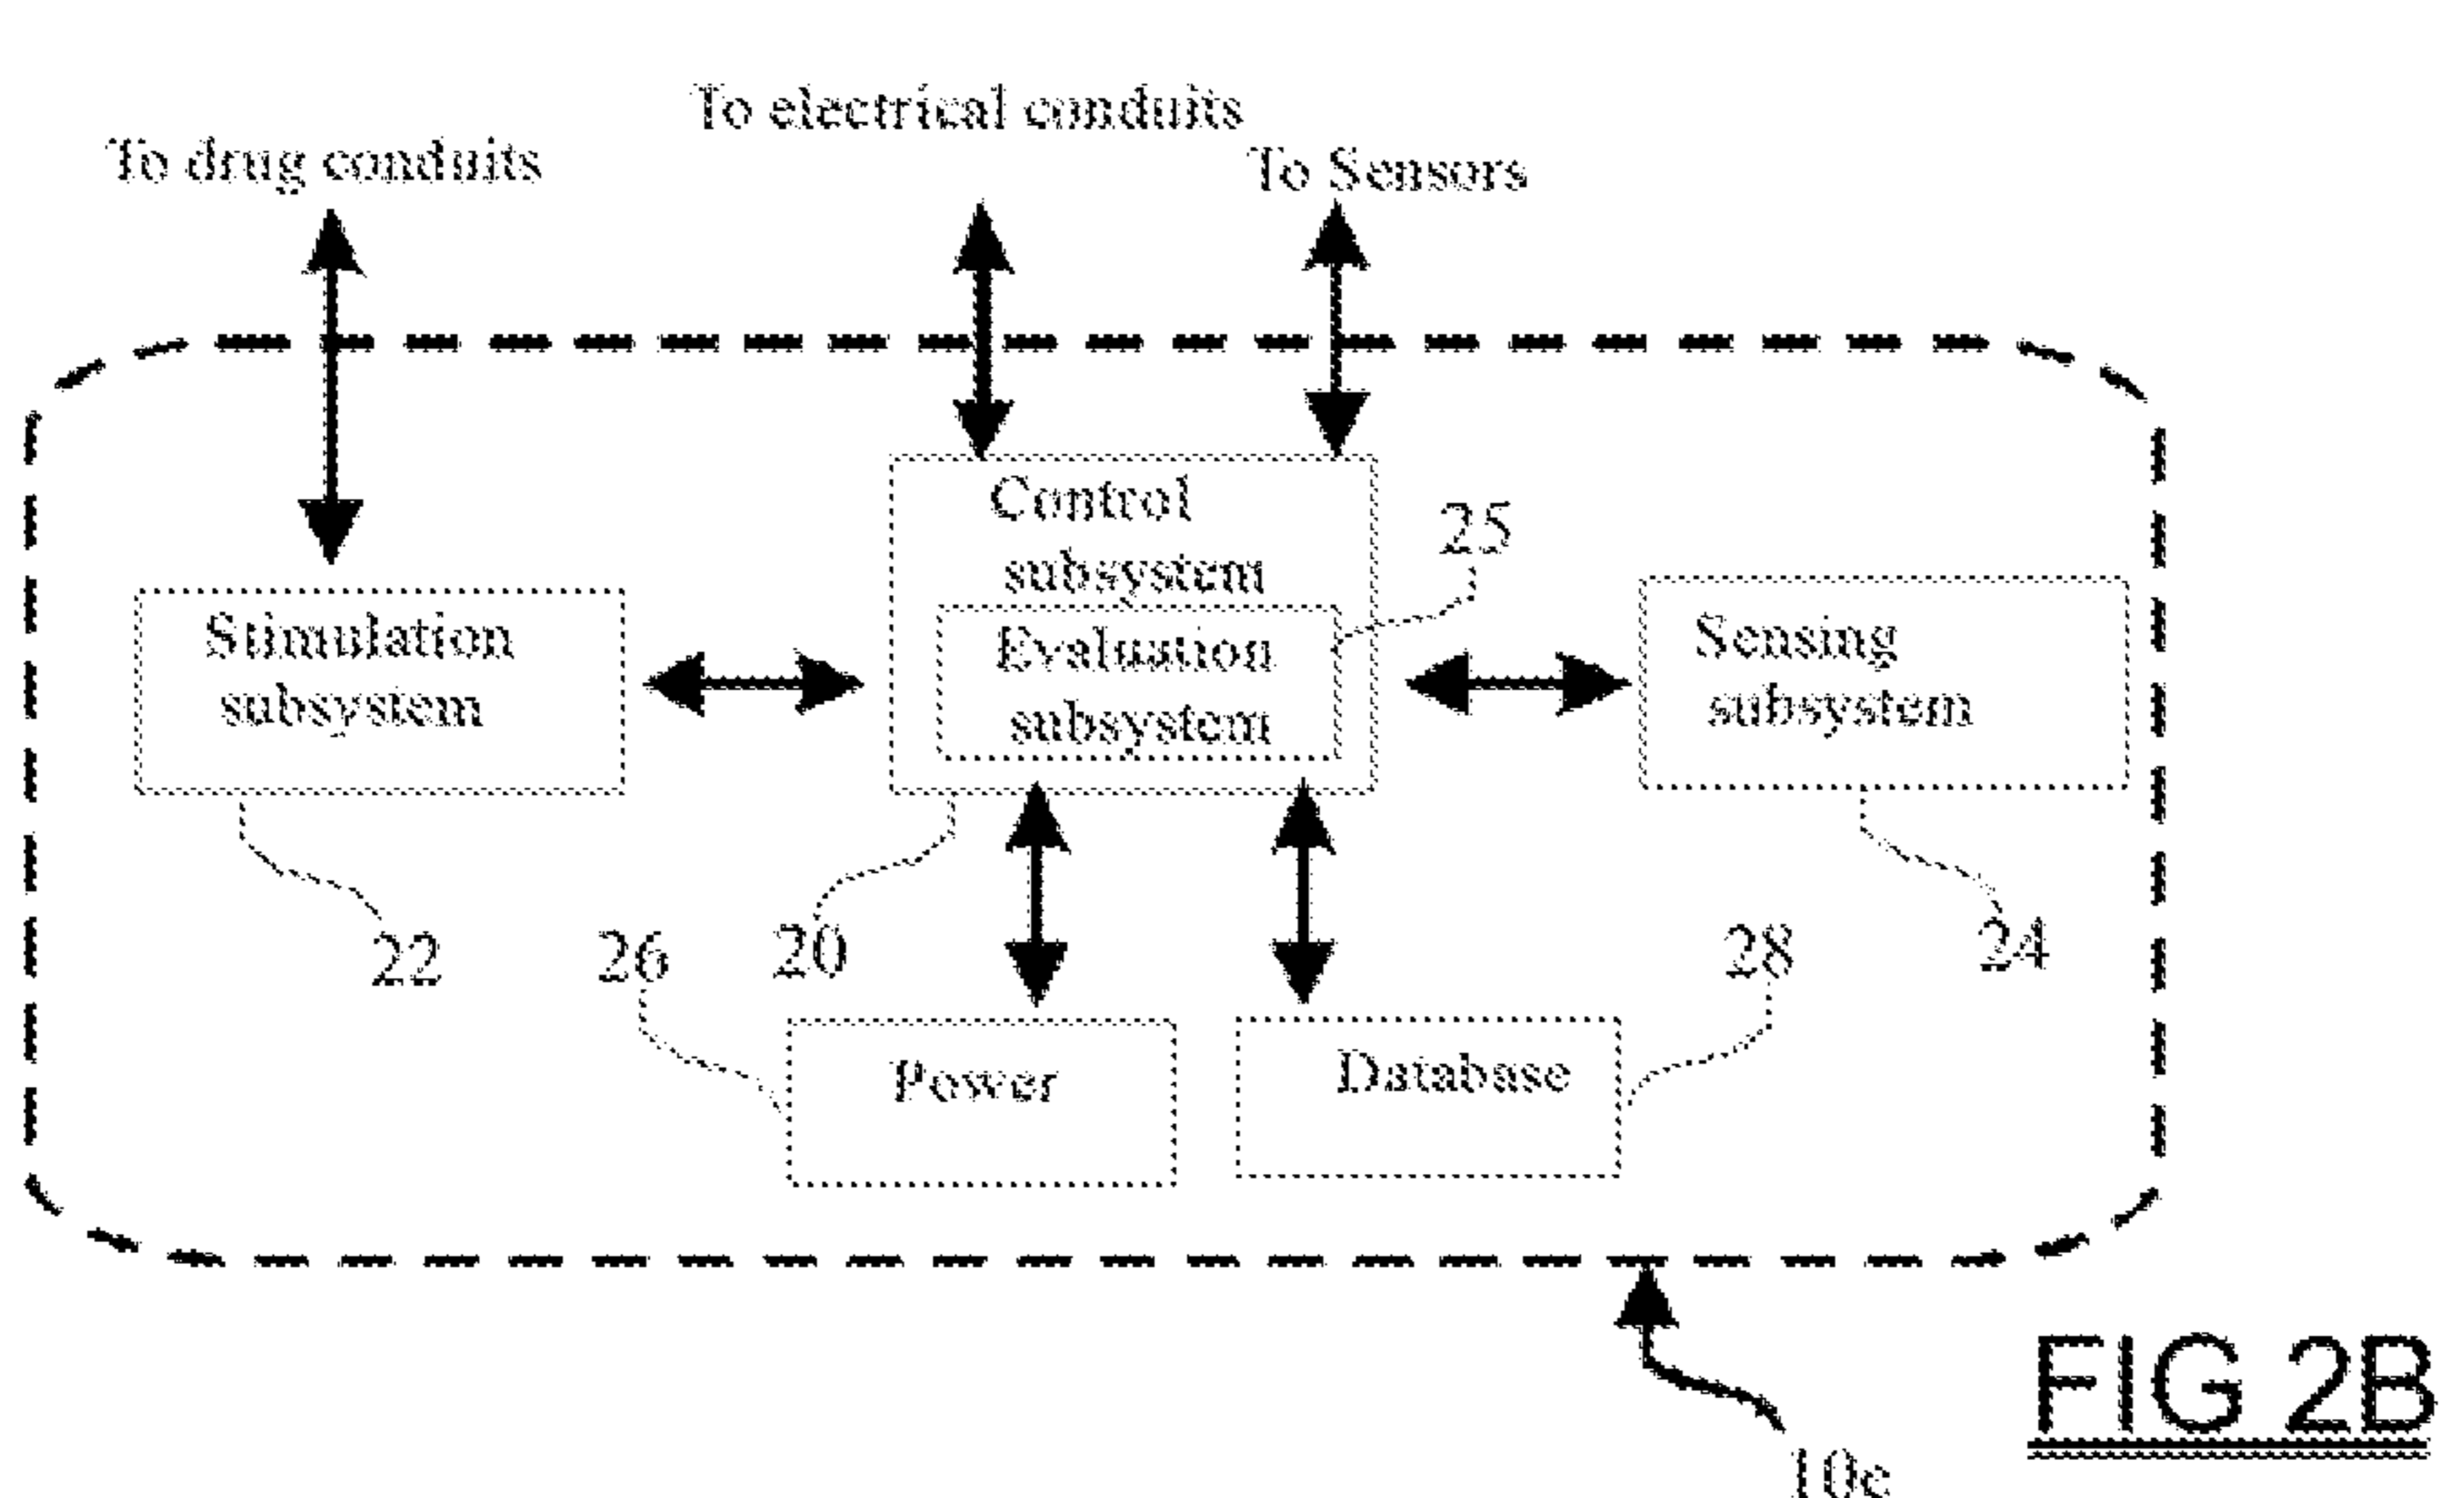 To electrical conduits
To drug conduits
To Sensors
Control
subsystem
25
Stimulation
subsystem
Evaluation
subsystem
Sensing
subsystem
22
26
20
28
24
Power
Database
FIG 2B
10c